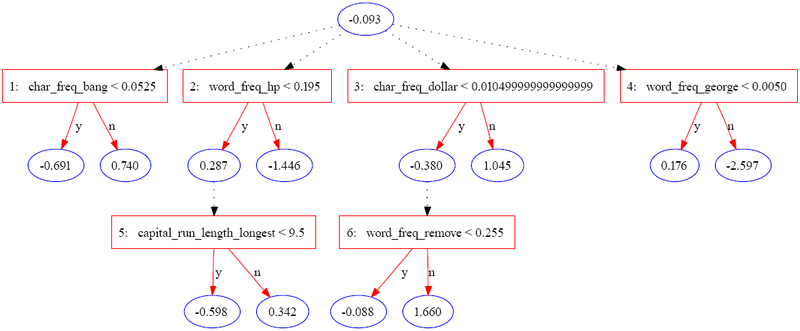 -0.093
1: char_freq_bang < 0.0525
2: word_freq_hp < 0.195
3: char_freq_dollar < 0.010499999999999999
4: word_freq_george < 0.0050
y n y n y n y n
-0.691 0.740 0.287 -1.446 -0.380 1.045 0.176 -2.597
5: capital_run_length_longest < 9.5
6: word_freq_remove < 0.255
y n y n
-0.598 0.342 -0.088 1.660